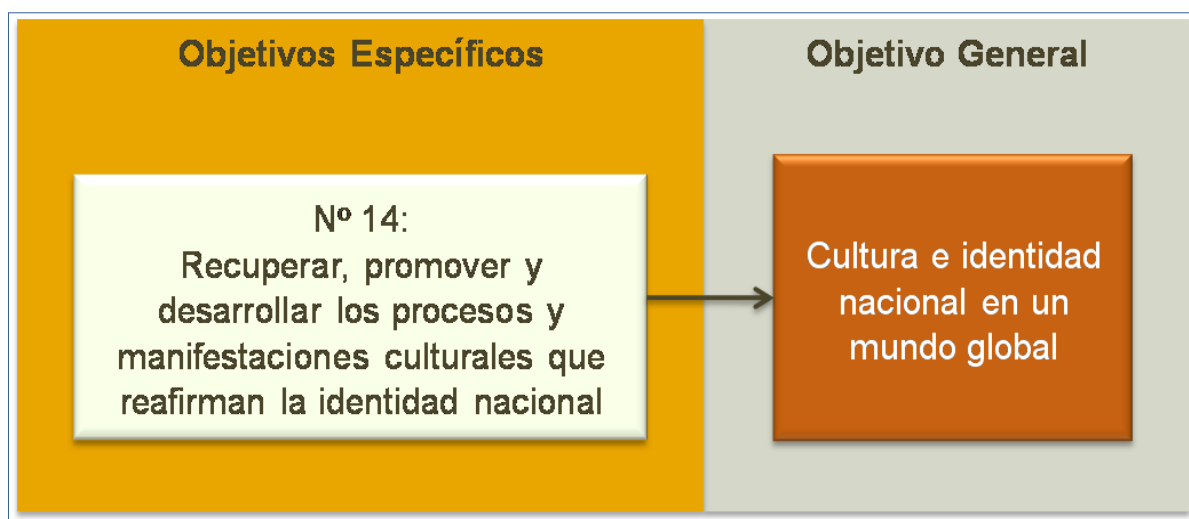 Objetivos Específicos
Objetivo General
Nº 14:
Recuperar, promover y
desarrollar los procesos y
manifestaciones culturales que
reafirman la identidad nacional
Cultura e identidad
nacional en un
mundo global